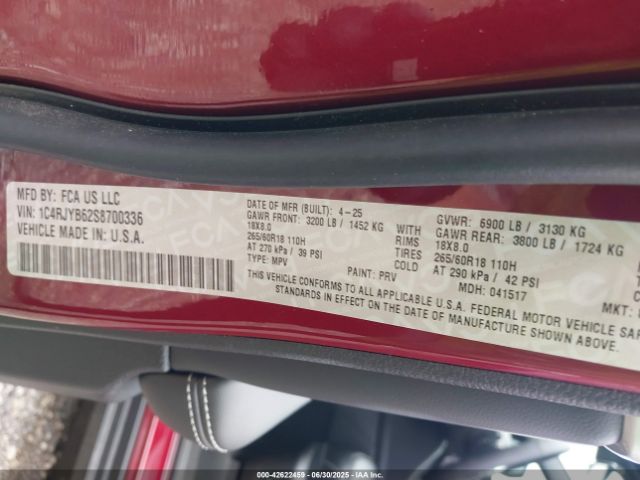 MFD BY: FCA US LLC
VIN: 1C4RJYB62S8700336
VEHICLE MADE IN: U.S.A.
DATE OF MFR (BUILT): 4-25
GAWR FRONT: 3200 LB / 1452 KG
18X8.0
265/60R18 110H
AT 270 kPa / 39 PSI
TYPE: MPV
PAINT: PRV
WITH
RIMS
TIRES
COLD
GVWR: 6900 LB / 3130 KG
GAWR REAR: 3800 LB / 1724 KG
18X8.0
265/60R18 110H
AT 290 kPa / 42 PSI
MDH: 041517
MKT:
THIS VEHICLE CONFORMS TO ALL APPLICABLE U.S.A. FEDERAL MOTOR VEHICLE
STANDARDS IN EFFECT ON THE DATE OF MANUFACTURE SHOWN ABOVE.
000-42622459 - 06/30/2025 - COPYRIGHT